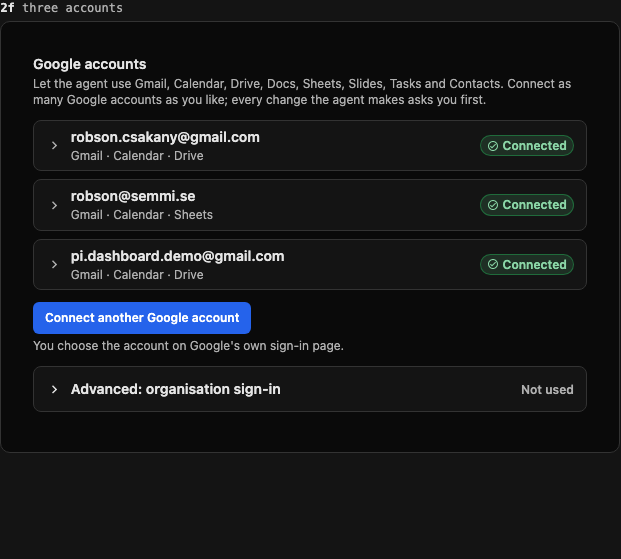 2f three accounts
Google accounts
Let the agent use Gmail, Calendar, Drive, Docs, Sheets, Slides, Tasks and Contacts. Connect as
many Google accounts as you like; every change the agent makes asks you first.
robson.csakany@gmail.com
Gmail · Calendar · Drive
Connected
robson@semmi.se
Gmail · Calendar · Sheets
Connected
pi.dashboard.demo@gmail.com
Gmail · Calendar · Drive
Connected
Connect another Google account
You choose the account on Google's own sign-in page.
Advanced: organisation sign-in
Not used